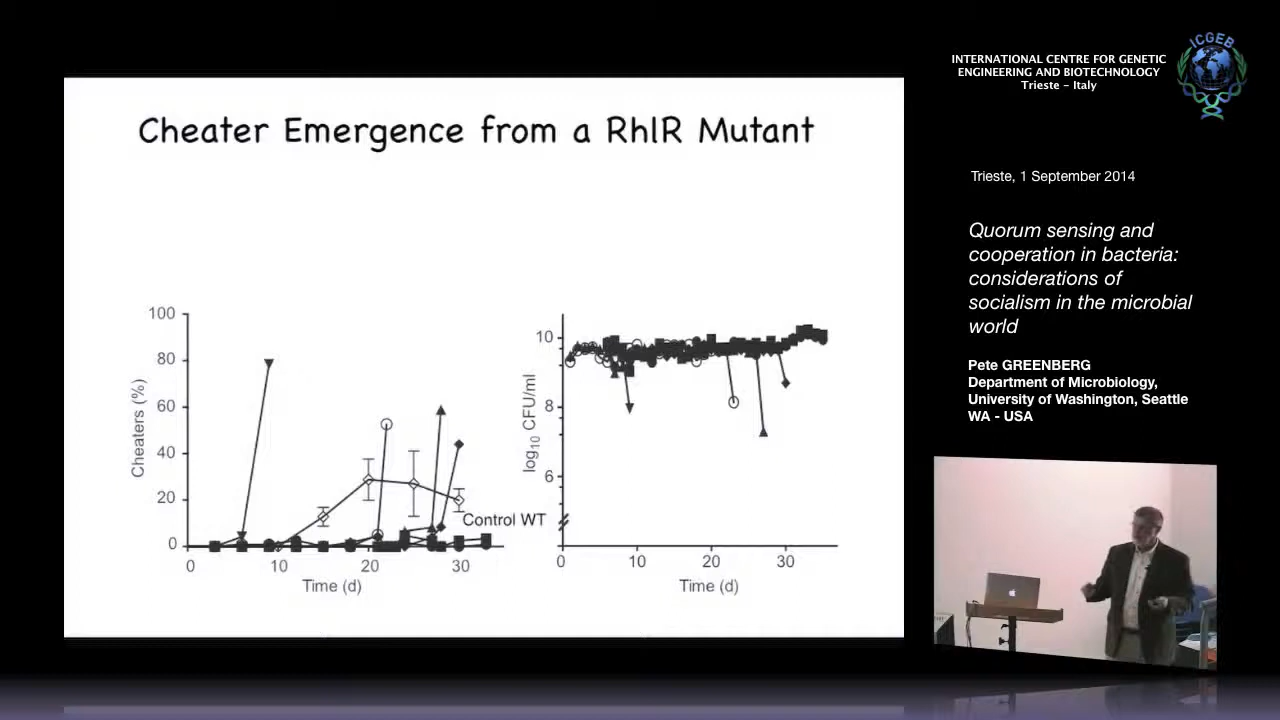 Cheater Emergence from a RhlR Mutant
100
80
60
40
20
0
Cheaters (%)
0
10
20
30
Time (d)
Control WT
10
8
6
log10 CFU/ml
0
10
20
30
Time (d)
ICGEB
INTERNATIONAL CENTRE FOR GENETIC
ENGINEERING AND BIOTECHNOLOGY
Trieste – Italy
Trieste, 1 September 2014
Quorum sensing and
cooperation in bacteria:
considerations of
socialism in the microbial
world
Pete GREENBERG
Department of Microbiology,
University of Washington, Seattle
WA - USA